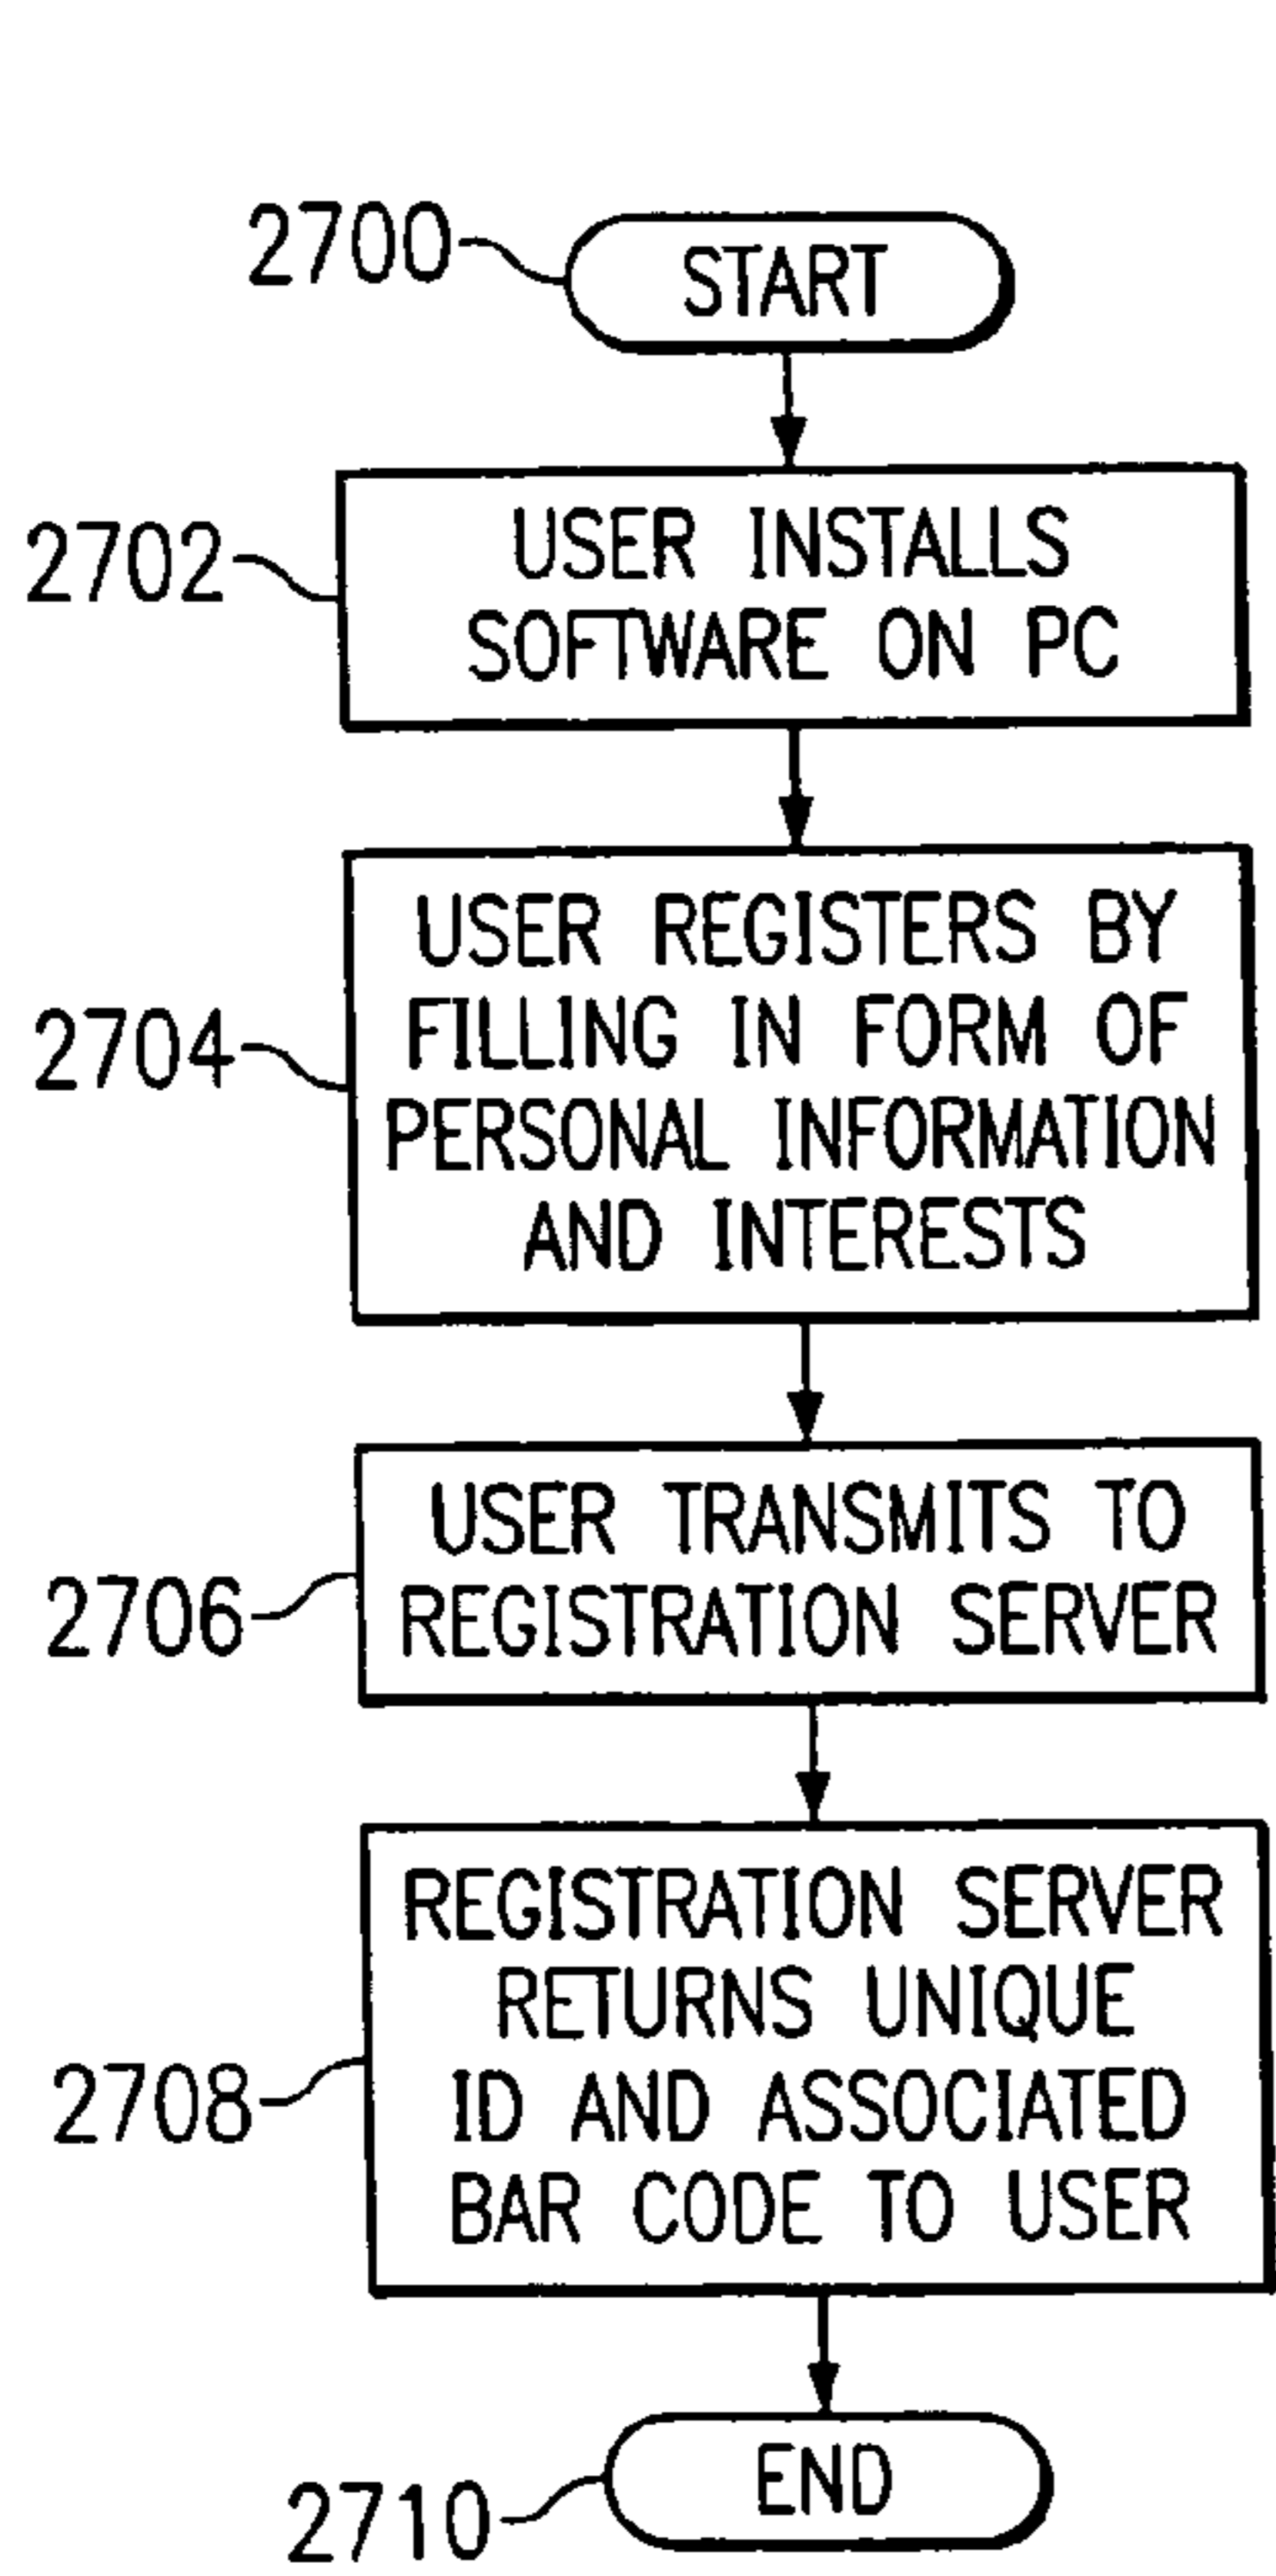 2700
START
2702
USER INSTALLS
SOFTWARE ON PC
2704
USER REGISTERS BY
FILLING IN FORM OF
PERSONAL INFORMATION
AND INTERESTS
2706
USER TRANSMITS TO
REGISTRATION SERVER
2708
REGISTRATION SERVER
RETURNS UNIQUE
ID AND ASSOCIATED
BAR CODE TO USER
2710
END